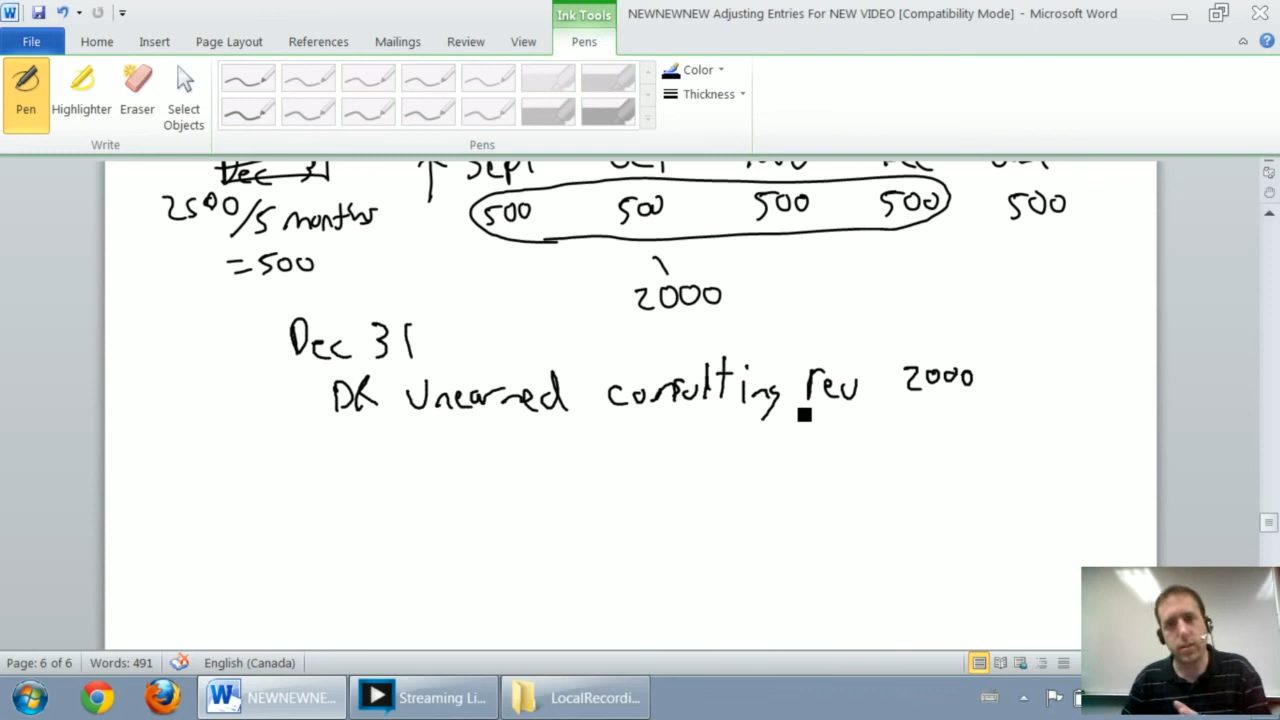 Ink Tools
NEWNEWNEW Adjusting Entries For NEW VIDEO [Compatibility Mode] - Microsoft Word
File Home Insert Page Layout References Mailings Review View Pens
Pen Highlighter Eraser Select Objects
Color
Thickness
Write Pens
Dec 31 Sept Oct
2500/5 months 500 500 500 500 500
=500
2000
Dec 31
DR Unearned consulting rev 2000
Page: 6 of 6 Words: 491 English (Canada)
NEWNEWNE... Streaming Li... LocalRecordi...